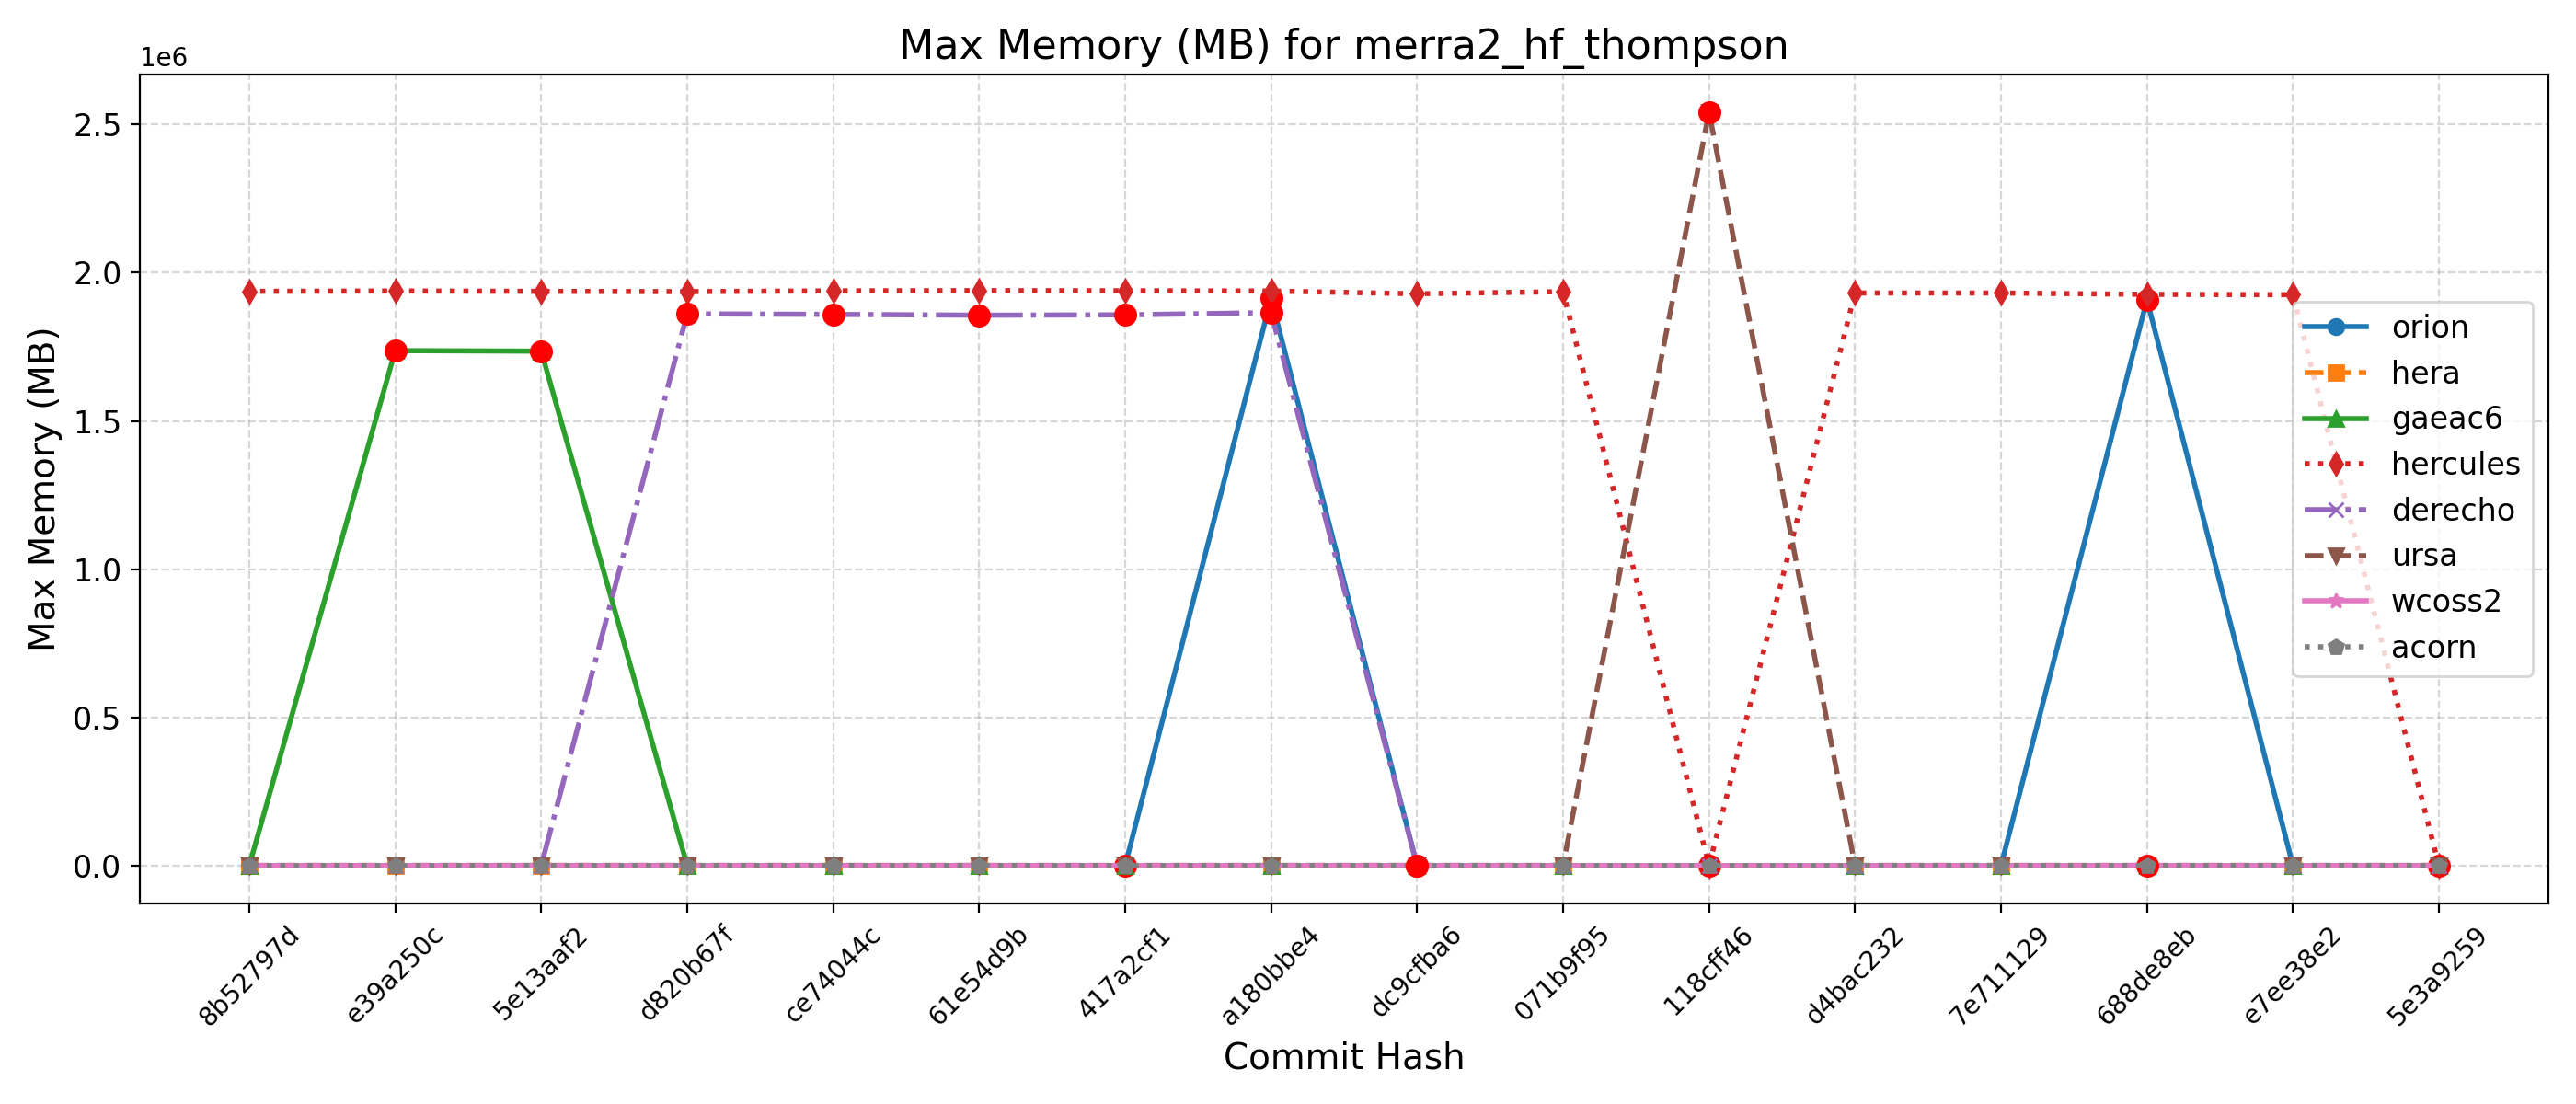 Max Memory (MB) for merra2_hf_thompson
1e6
Max Memory (MB)
2.5
2.0
1.5
1.0
0.5
0.0
orion
hera
gaeac6
hercules
derecho
ursa
wcoss2
acorn
8b52797d
e39a250c
5e13aaf2
d820b67f
ce74044c
61e54d9b
417a2cf1
a180bbe4
dc9cfba6
071b9f95
118cff46
d4bac232
7e711129
688de8eb
e7ee38e2
5e3a9259
Commit Hash